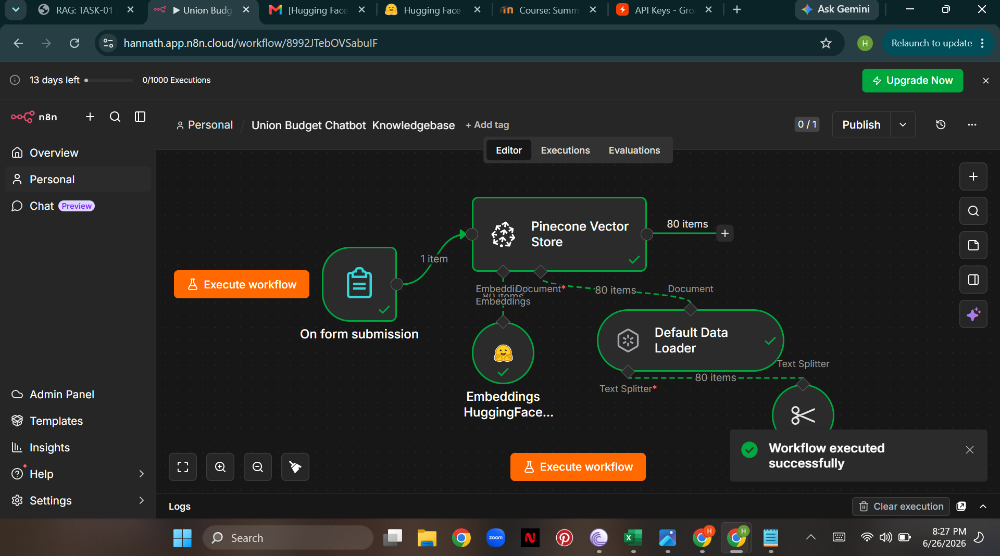 RAG: TASK-01
Union Budg
[Hugging Face
Hugging Face
Course: Summ
API Keys - Gro
Ask Gemini
hannath.app.n8n.cloud/workflow/8992JTebOVSabuIF
H
Relaunch to update
13 days left
0/1000 Executions
Upgrade Now
n8n
Personal
/
Union Budget Chatbot Knowledgebase
+ Add tag
0 / 1
Publish
Editor
Executions
Evaluations
Overview
Personal
Chat
Preview
Pinecone Vector
Store
80 items
1 item
Execute workflow
Embeddi
Document*
80 items
Embeddings
80 items
Document
On form submission
Default Data
Loader
Text Splitter
80 items
Text Splitter*
Embeddings
HuggingFace...
Admin Panel
Templates
Insights
Help
Settings
Execute workflow
Workflow executed
successfully
Logs
Clear execution
Search
zoom
N
H
H
8:27 PM
6/26/2026